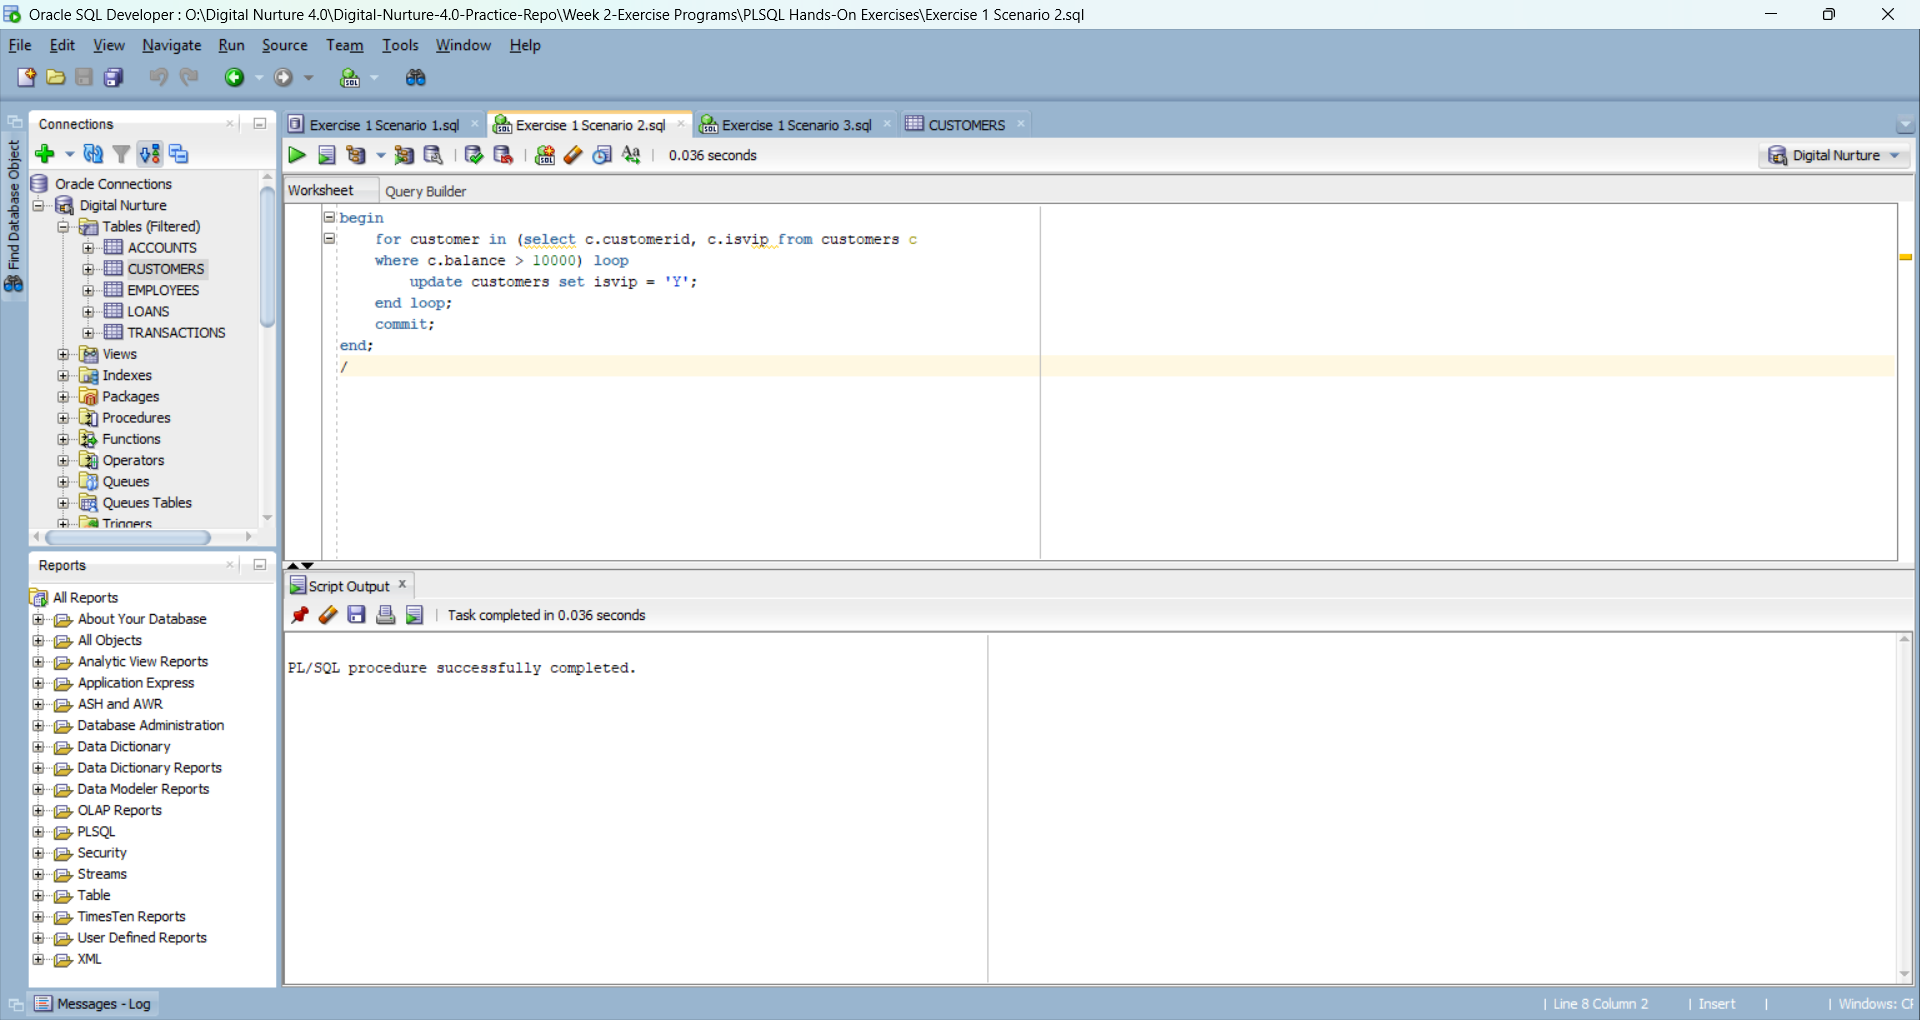 Oracle SQL Developer : O:\Digital Nurture 4.0\Digital-Nurture-4.0-Practice-Repo\Week 2-Exercise Programs\PLSQL Hands-On Exercises\Exercise 1 Scenario 2.sql
File Edit View Navigate Run Source Team Tools Window Help
Find Database Object
Connections
Oracle Connections
Digital Nurture
Tables (Filtered)
ACCOUNTS
CUSTOMERS
EMPLOYEES
LOANS
TRANSACTIONS
Views
Indexes
Packages
Procedures
Functions
Operators
Queues
Queues Tables
Triggers
Reports
All Reports
About Your Database
All Objects
Analytic View Reports
Application Express
ASH and AWR
Database Administration
Data Dictionary
Data Dictionary Reports
Data Modeler Reports
OLAP Reports
PLSQL
Security
Streams
Table
TimesTen Reports
User Defined Reports
XML
Exercise 1 Scenario 1.sql Exercise 1 Scenario 2.sql Exercise 1 Scenario 3.sql CUSTOMERS
0.036 seconds Digital Nurture
Worksheet Query Builder
begin
for customer in (select c.customerid, c.isvip from customers c
where c.balance > 10000) loop
update customers set isvip = 'Y';
end loop;
commit;
end;
/
Script Output
Task completed in 0.036 seconds
PL/SQL procedure successfully completed.
Messages - Log
Line 8 Column 2 Insert Windows: CF